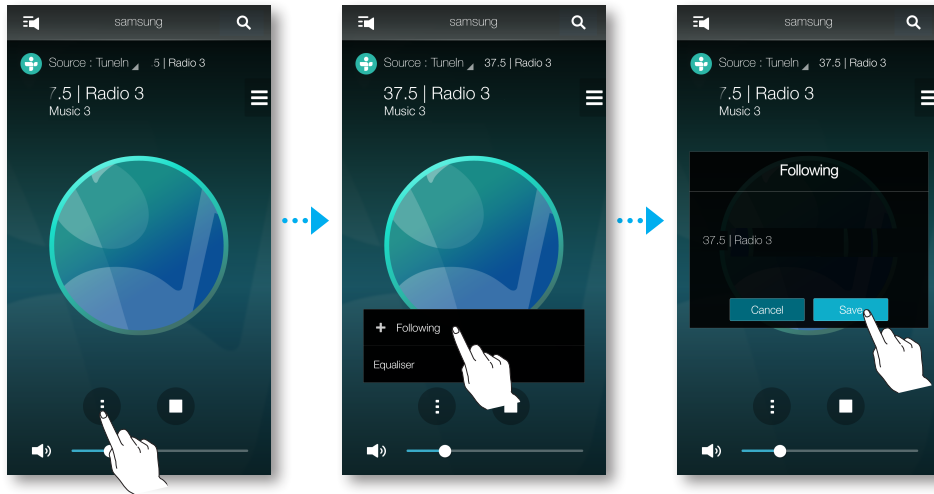 samsung
Source : TuneIn 5 | Radio 3
7.5 | Radio 3
Music 3
samsung
Source : TuneIn 37.5 | Radio 3
37.5 | Radio 3
Music 3
+ Following
Equaliser
samsung
Source : TuneIn 37.5 | Radio 3
7.5 | Radio 3
Music 3
Following
37.5 | Radio 3
Cancel Save